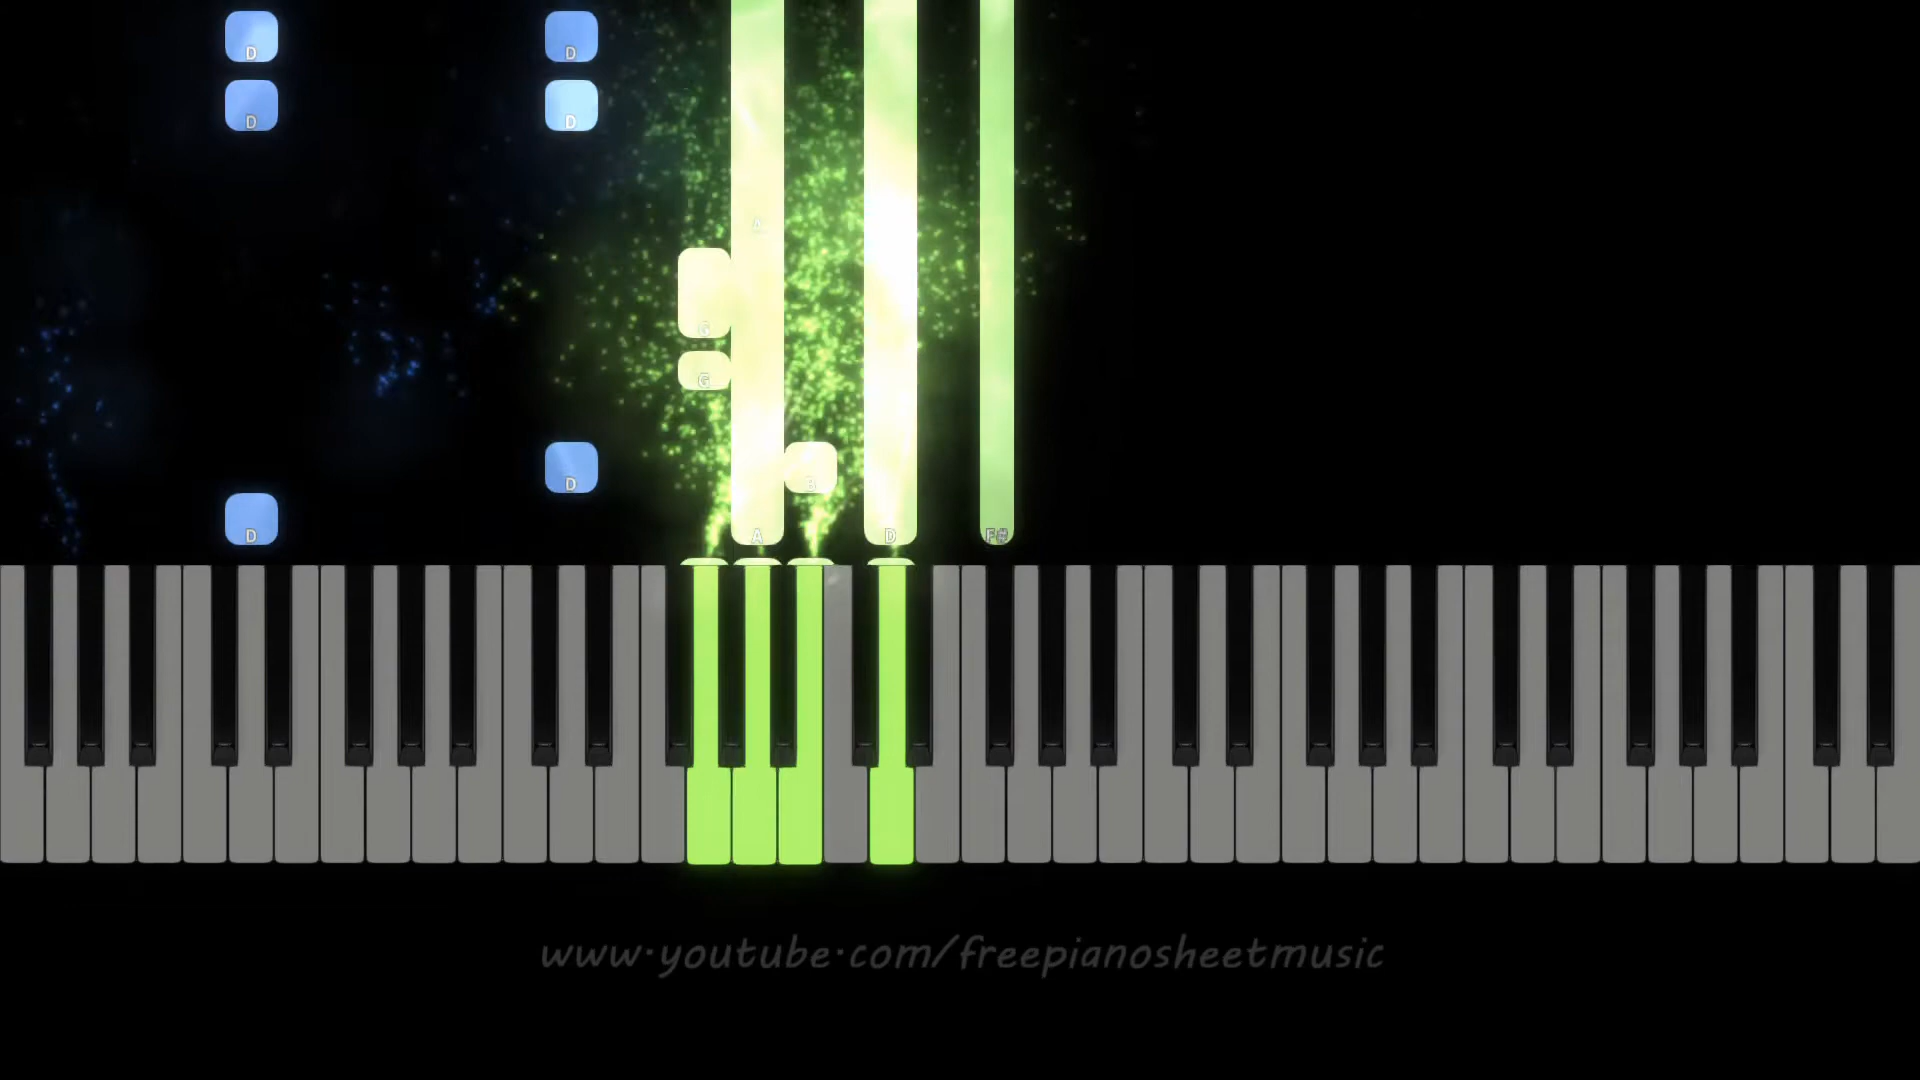 D D
D D
A
G
G
D B
D A D F#
www.youtube.com/freepianosheetmusic